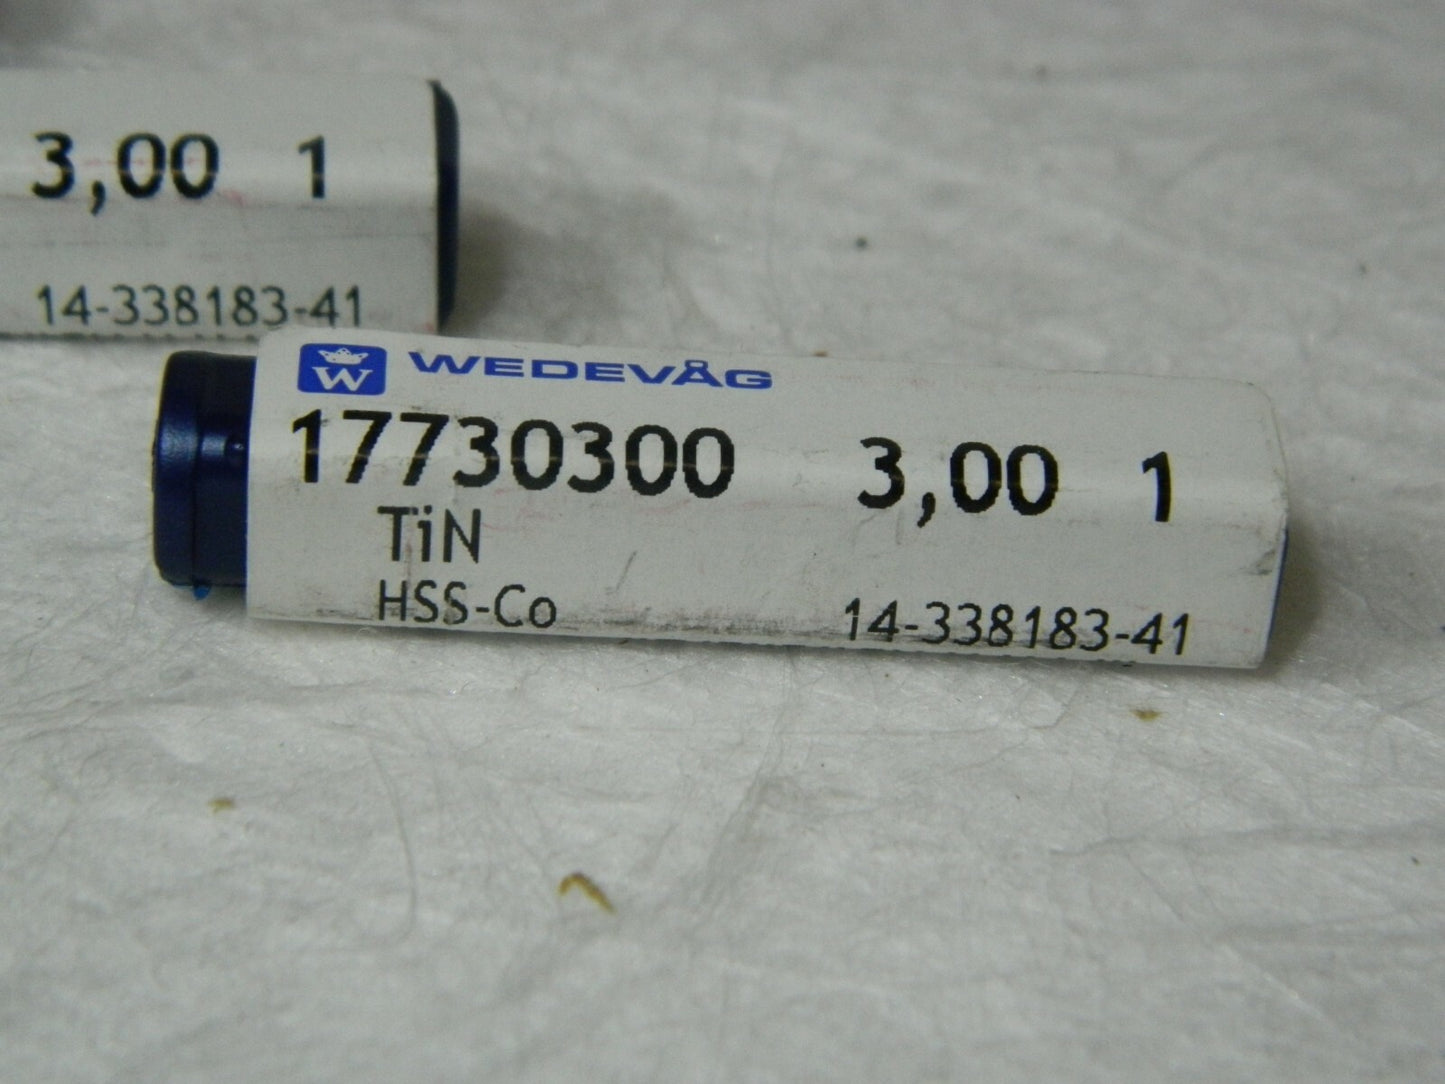 3,00 1
14-338183-41
W WEDEVÅG
17730300 3,00 1
TiN
HSS-Co 14-338183-41